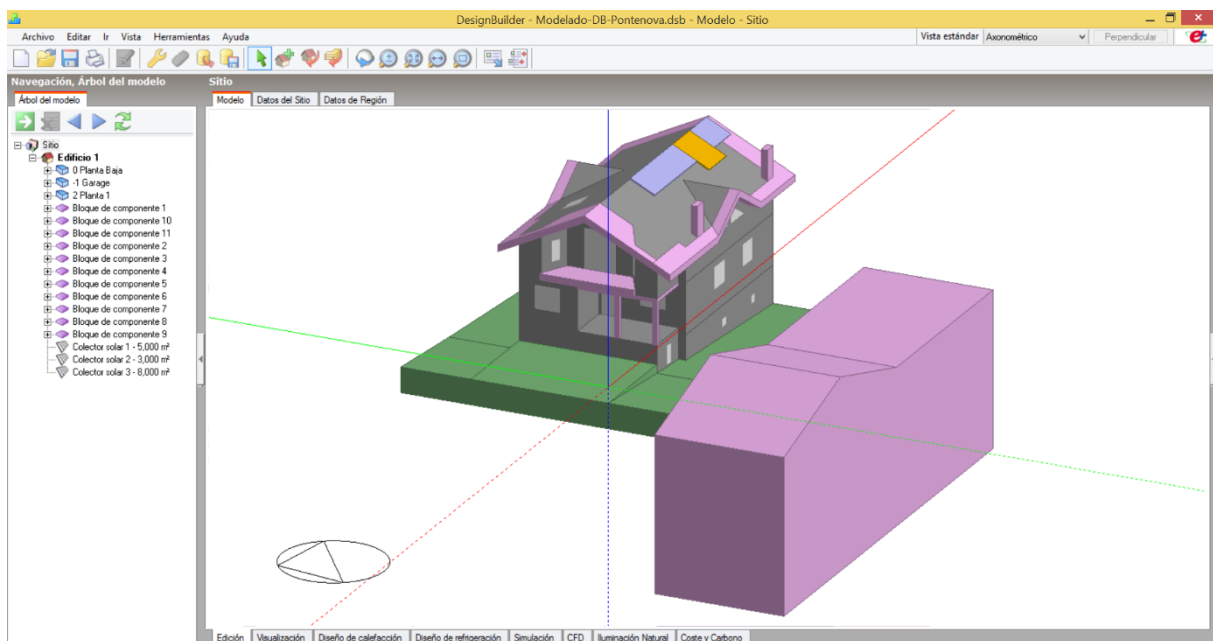 DesignBuilder - Modelado-DB-Pontenova.dsb - Modelo - Sitio
Archivo Editar Ir Vista Herramientas Ayuda
Vista estándar Axonométrico Perpendicular
Navegación, Árbol del modelo
Sitio
Árbol del modelo
Modelo Datos del Sitio Datos de Región
Sitio
Edificio 1
0 Planta Baja
-1 Garage
2 Planta 1
Bloque de componente 1
Bloque de componente 10
Bloque de componente 11
Bloque de componente 2
Bloque de componente 3
Bloque de componente 4
Bloque de componente 5
Bloque de componente 6
Bloque de componente 7
Bloque de componente 8
Bloque de componente 9
Colector solar 1 - 5,000 m²
Colector solar 2 - 3,000 m²
Colector solar 3 - 8,000 m²
Edición Visualización Diseño de calefacción Diseño de refrigeración Simulación CFD Iluminación Natural Coste y Carbono